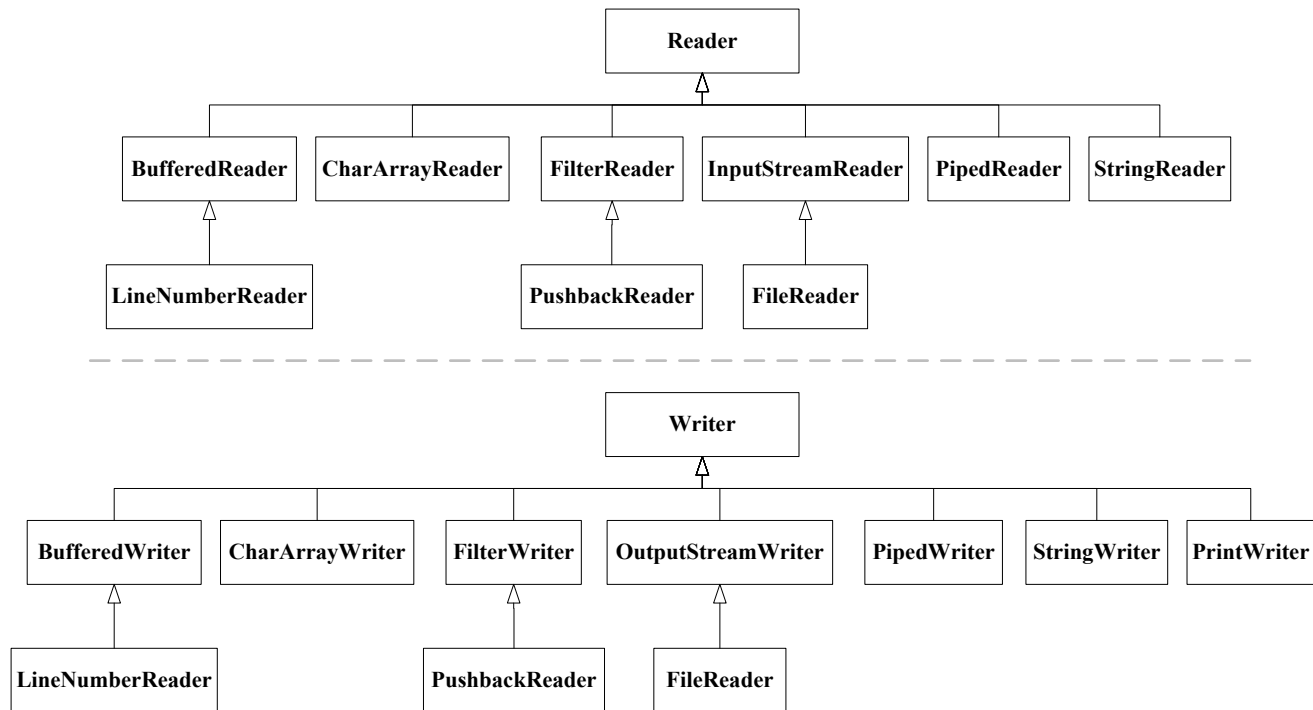 Reader
BufferedReader CharArrayReader FilterReader InputStreamReader PipedReader StringReader
LineNumberReader PushbackReader FileReader
Writer
BufferedWriter CharArrayWriter FilterWriter OutputStreamWriter PipedWriter StringWriter PrintWriter
LineNumberReader PushbackReader FileReader